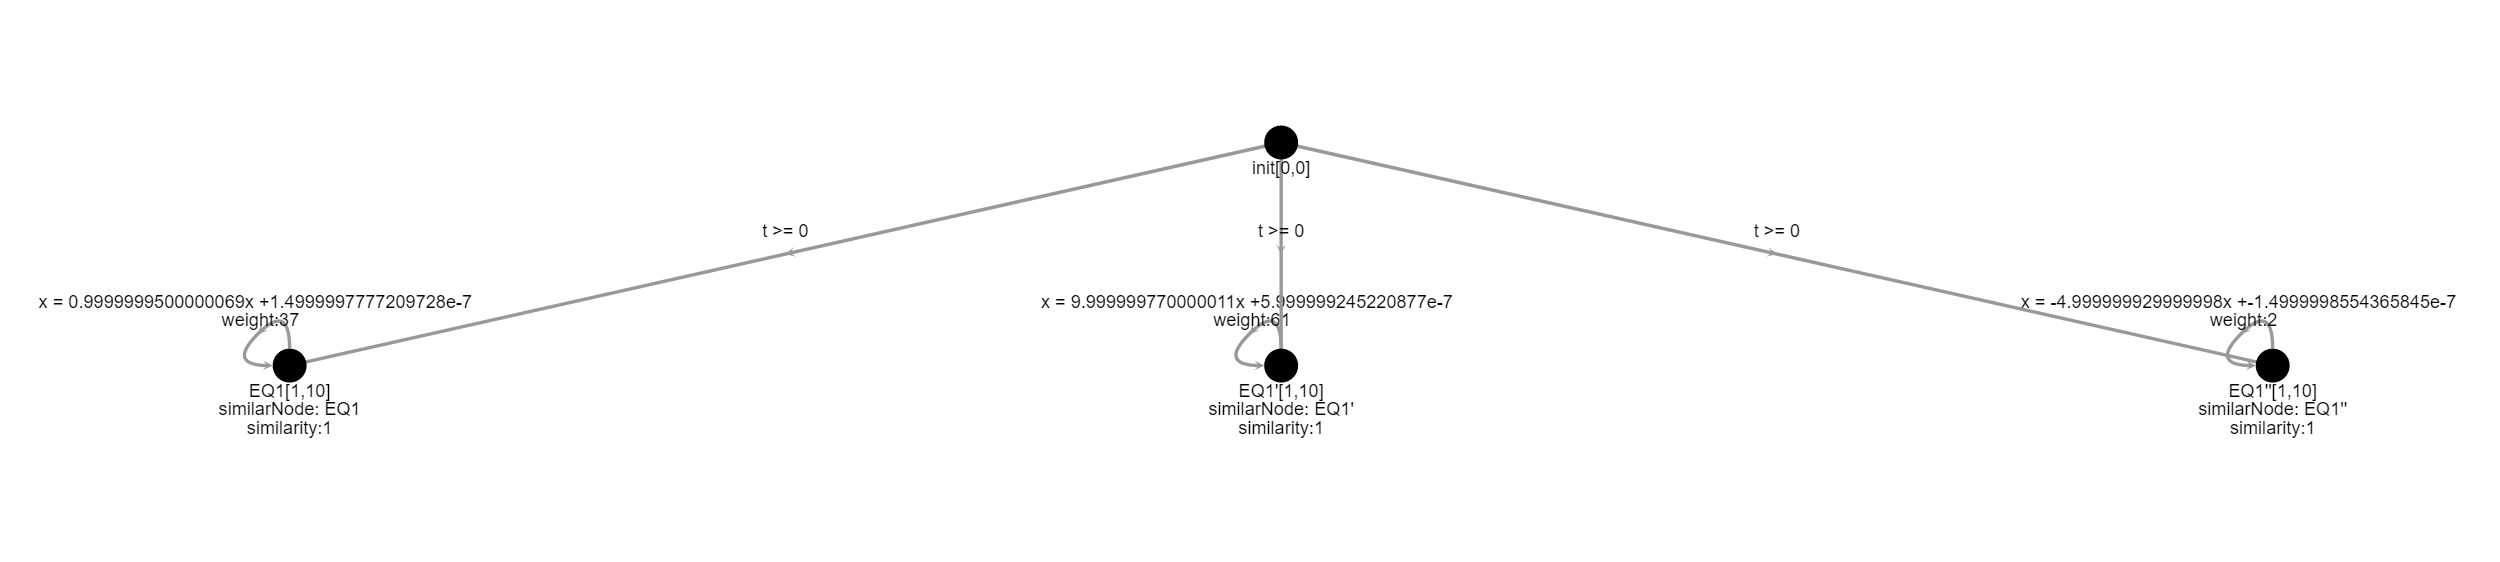 init[0,0]
t >= 0
t >= 0
t >= 0
x = 0.9999999500000069x +1.4999997777209728e-7
weight:37
x = 9.999999770000011x +5.999999245220877e-7
weight:61
x = -4.999999929999998x +-1.4999998554365845e-7
weight:2
EQ1[1,10]
similarNode: EQ1
similarity:1
EQ1'[1,10]
similarNode: EQ1'
similarity:1
EQ1''[1,10]
similarNode: EQ1''
similarity:1